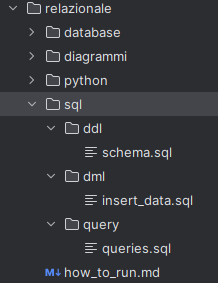 relazionale
database
diagrammi
python
sql
ddl
schema.sql
dml
insert_data.sql
query
queries.sql
M↓ how_to_run.md